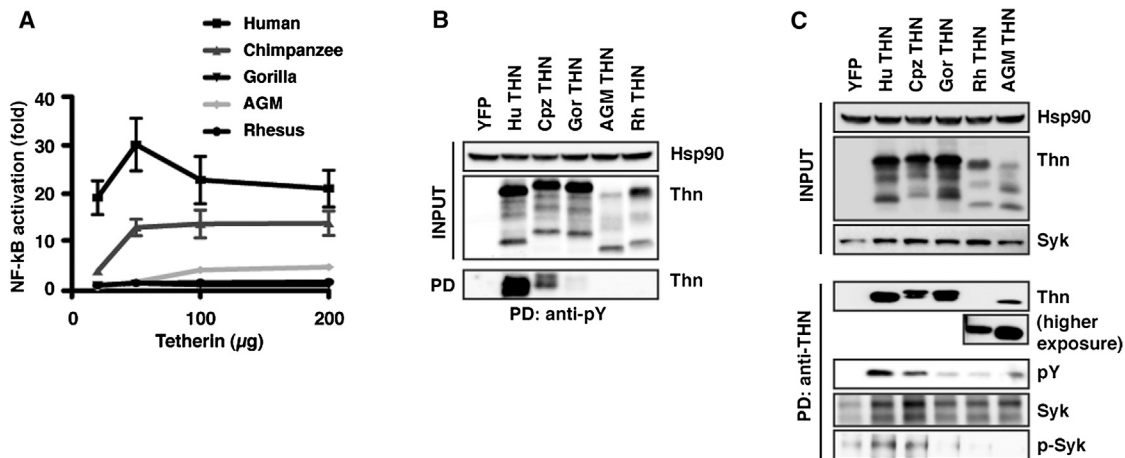 A
Human
Chimpanzee
Gorilla
AGM
Rhesus
NF-kB activation (fold)
40
30
20
10
0
0
100
200
Tetherin (µg)
B
YFP
Hu THN
Cpz THN
Gor THN
AGM THN
Rh THN
INPUT
Hsp90
Thn
PD
Thn
PD: anti-pY
C
YFP
Hu THN
Cpz THN
Gor THN
Rh THN
AGM THN
INPUT
Hsp90
Thn
Syk
PD: anti-THN
Thn
(higher
exposure)
pY
Syk
p-Syk